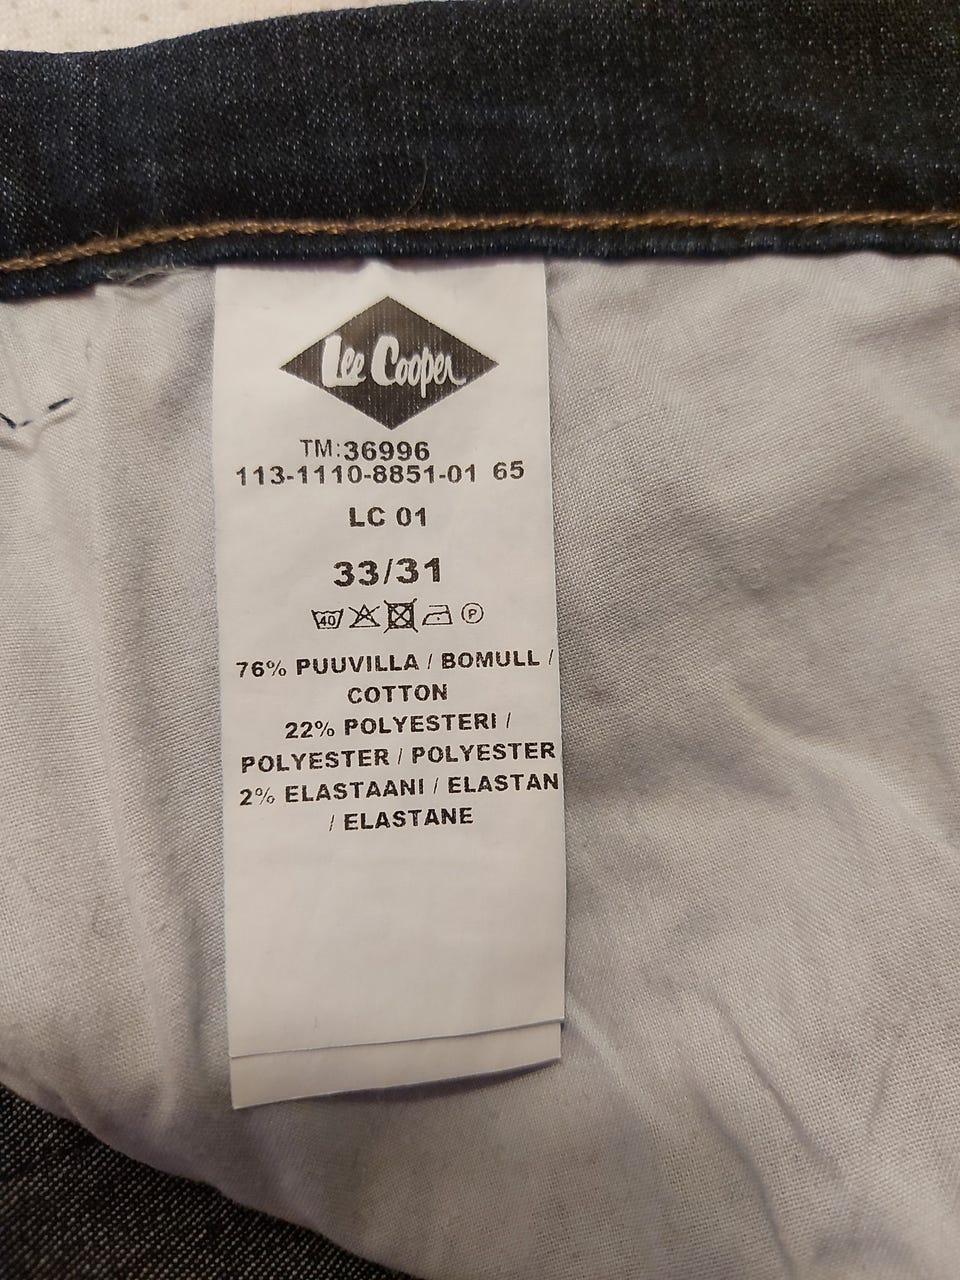 Lee Cooper
TM:36996
113-1110-8851-01 65
LC 01
33/31
40 P
76% PUUVILLA / BOMULL /
COTTON
22% POLYESTERI /
POLYESTER / POLYESTER
2% ELASTAANI / ELASTAN
/ ELASTANE